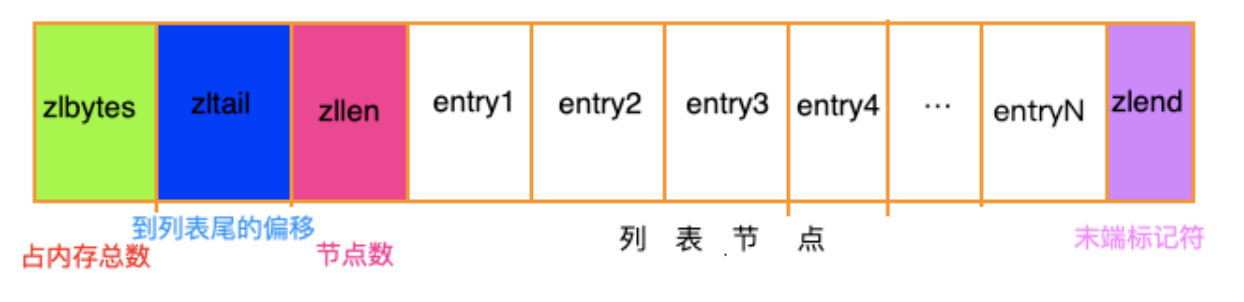 zlbytes zltail zllen entry1 entry2 entry3 entry4 ... entryN zlend
到列表尾的偏移
占内存总数 节点数 列 表 节 点 末端标记符